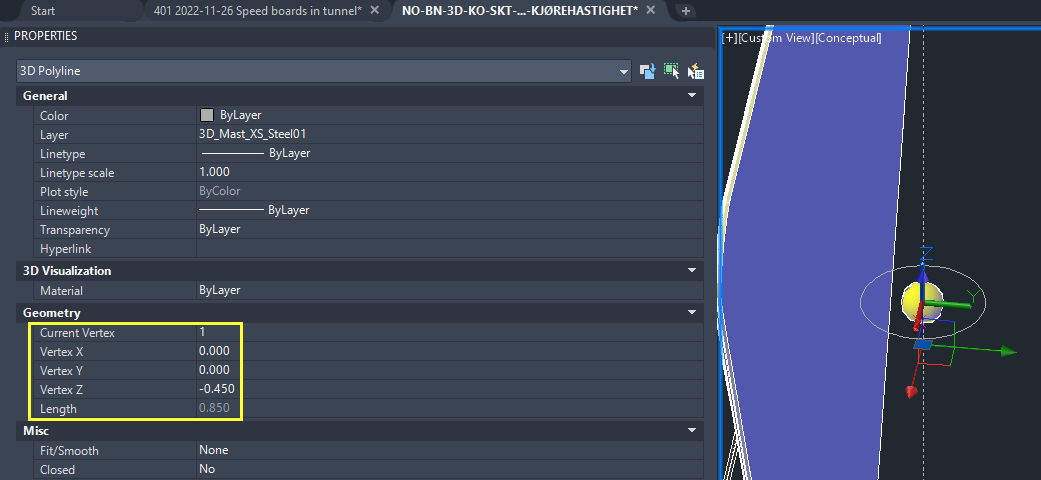 Start 401 2022-11-26 Speed boards in tunnel* NO-BN-3D-KO-SKT-...-KJØREHASTIGHET*
PROPERTIES
[+][Custom View][Conceptual]
3D Polyline
General
Color ByLayer
Layer 3D_Mast_XS_Steel01
Linetype ByLayer
Linetype scale 1.000
Plot style ByColor
Lineweight ByLayer
Transparency ByLayer
Hyperlink
3D Visualization
Material ByLayer
Geometry
Current Vertex 1
Vertex X 0.000
Vertex Y 0.000
Vertex Z -0.450
Length 0.850
Misc
Fit/Smooth None
Closed No
Z
Y